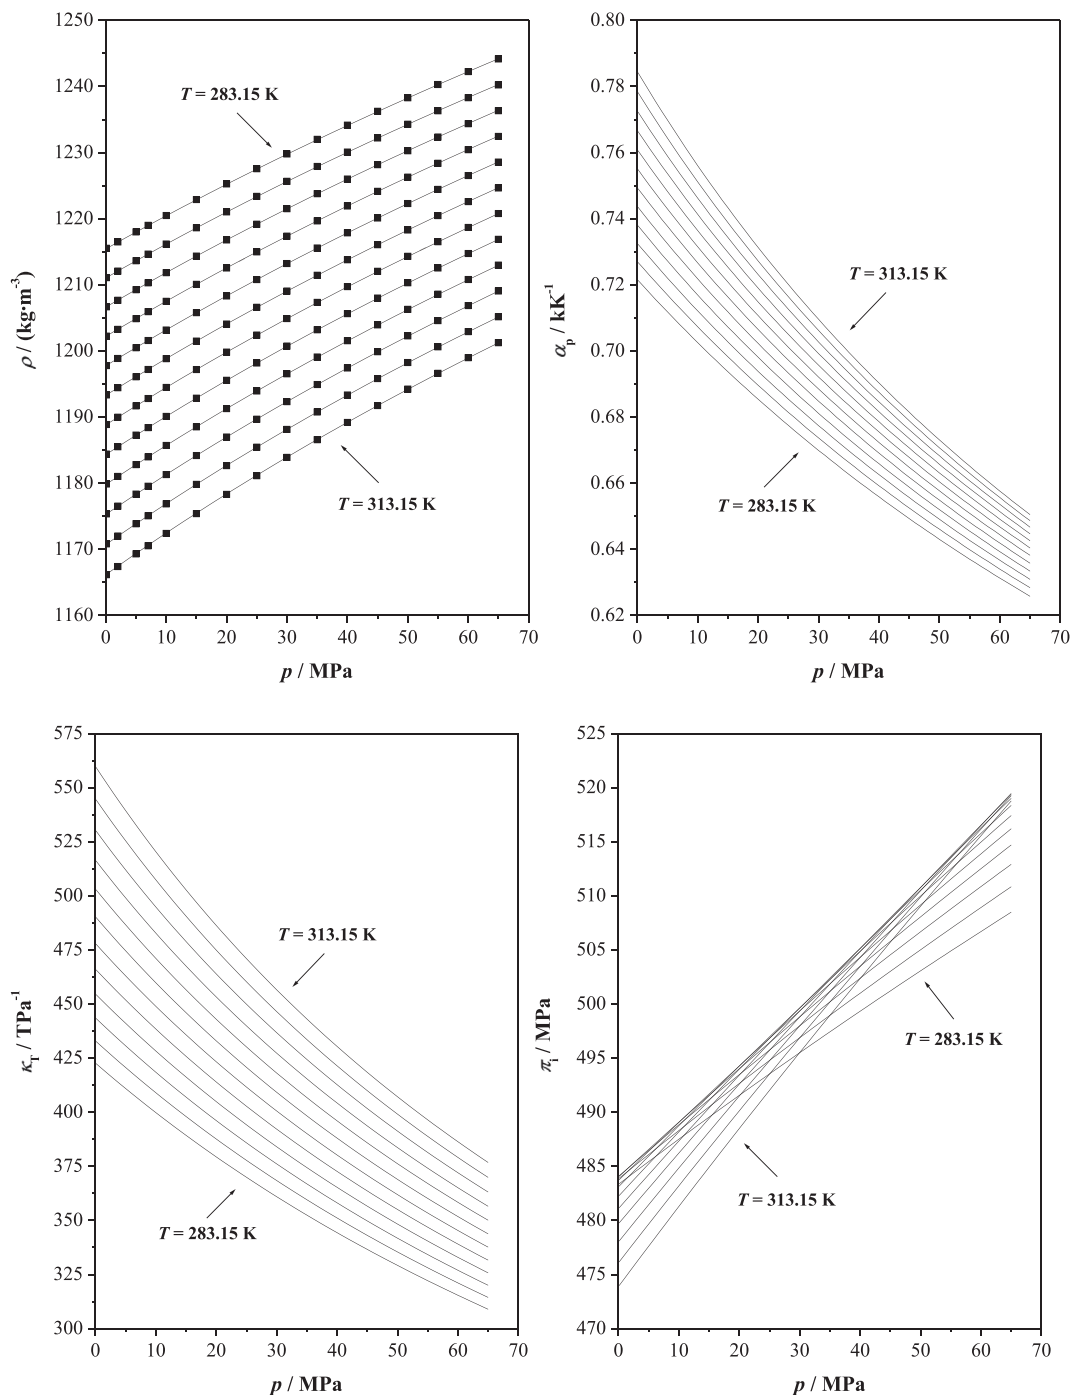 1250
1240
1230
1220
1210
1200
1190
1180
1170
1160
ρ / (kg·m⁻³)
T = 283.15 K
T = 313.15 K
0 10 20 30 40 50 60 70
p / MPa
0.80
0.78
0.76
0.74
0.72
0.70
0.68
0.66
0.64
0.62
αₚ / kK⁻¹
T = 313.15 K
T = 283.15 K
0 10 20 30 40 50 60 70
p / MPa
575
550
525
500
475
450
425
400
375
350
325
300
κ_T / TPa⁻¹
T = 313.15 K
T = 283.15 K
0 10 20 30 40 50 60 70
p / MPa
525
520
515
510
505
500
495
490
485
480
475
470
πᵢ / MPa
T = 283.15 K
T = 313.15 K
0 10 20 30 40 50 60 70
p / MPa